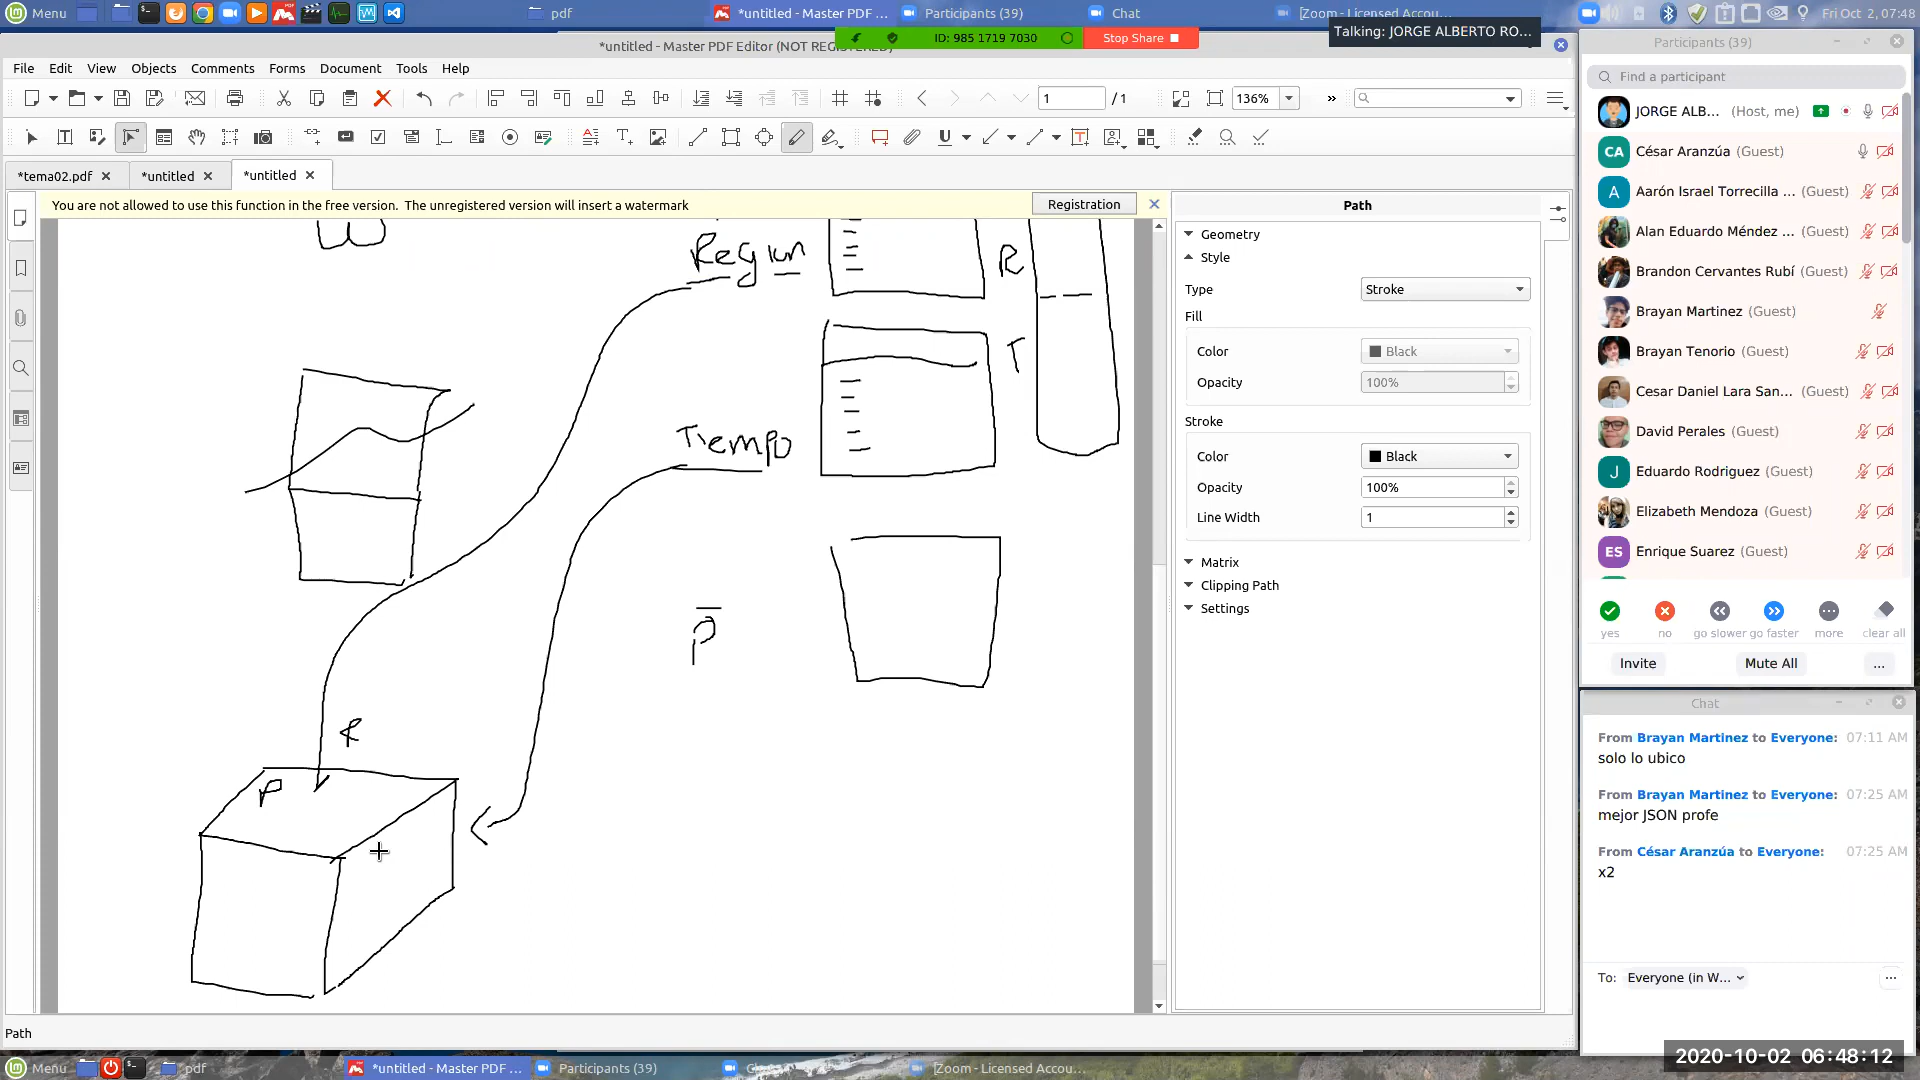 Menu
pdf
*untitled - Master PDF ...
Participants (39)
Chat
[Zoom - Licensed Accou...
Fri Oct 2, 07:48
ID: 985 1719 7030
Stop Share
Talking: JORGE ALBERTO RO...
*untitled - Master PDF Editor (NOT REGISTERED)
File Edit View Objects Comments Forms Document Tools Help
1 / 1
136%
*tema02.pdf
*untitled
*untitled
You are not allowed to use this function in the free version. The unregistered version will insert a watermark
Registration
Region
R
T
Tiempo
p
R
P
Path
Geometry
Style
Type Stroke
Fill
Color Black
Opacity 100%
Stroke
Color Black
Opacity 100%
Line Width 1
Matrix
Clipping Path
Settings
Participants (39)
Find a participant
JORGE ALB... (Host, me)
CA César Aranzúa (Guest)
A Aarón Israel Torrecilla ... (Guest)
Alan Eduardo Méndez ... (Guest)
Brandon Cervantes Rubí (Guest)
Brayan Martinez (Guest)
Brayan Tenorio (Guest)
Cesar Daniel Lara San... (Guest)
David Perales (Guest)
J Eduardo Rodriguez (Guest)
Elizabeth Mendoza (Guest)
ES Enrique Suarez (Guest)
yes no go slower go faster more clear all
Invite Mute All ...
Chat
From Brayan Martinez to Everyone: 07:11 AM
solo lo ubico
From Brayan Martinez to Everyone: 07:25 AM
mejor JSON profe
From César Aranzúa to Everyone: 07:25 AM
x2
To: Everyone (in W...
Path
Menu
pdf
*untitled - Master PDF ...
Participants (39)
[Zoom - Licensed Accou...
2020-10-02 06:48:12